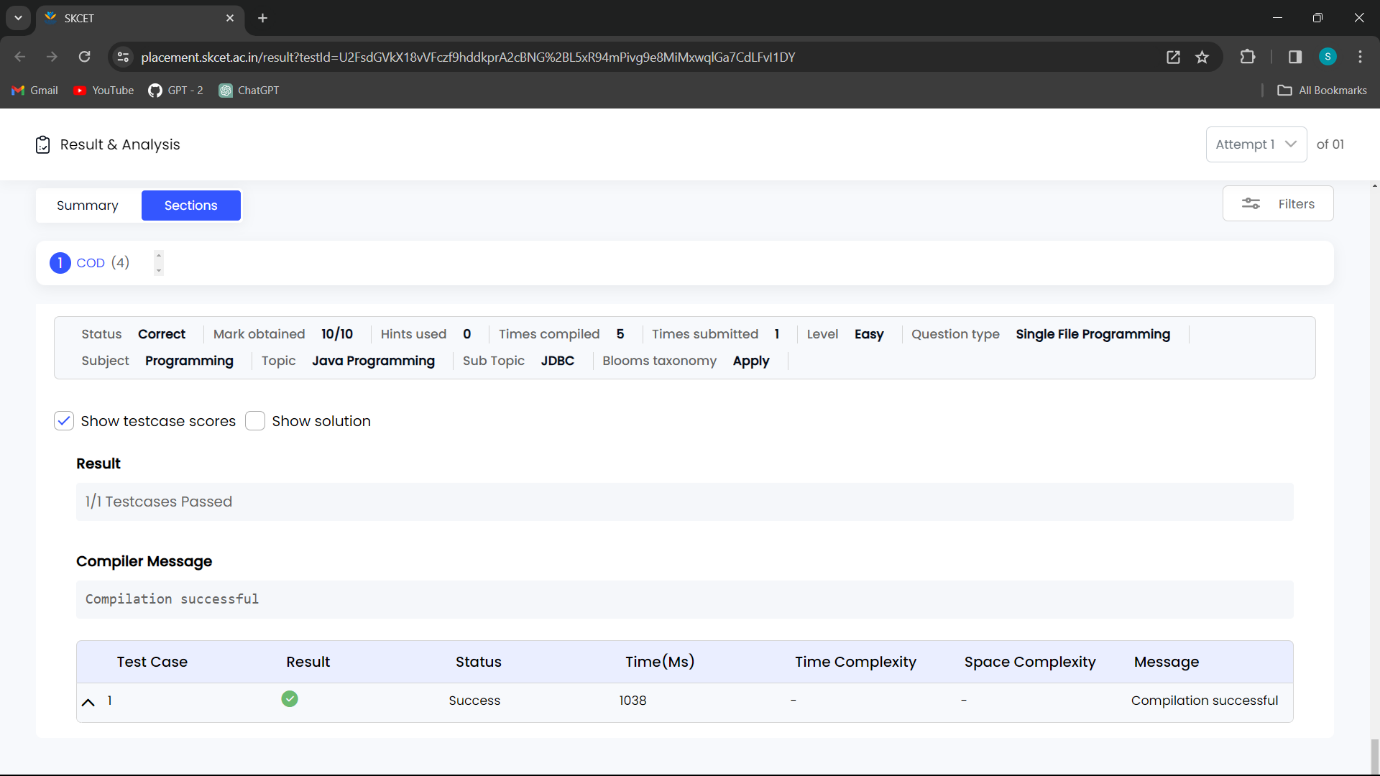 SKCET
placement.skcet.ac.in/result?testId=U2FsdGVkX18vVFczf9hddkprA2cBNG%2BL5xR94mPivg9e8MiMxwqlGa7CdLFvI1DY
S
Gmail YouTube GPT - 2 ChatGPT All Bookmarks
Result & Analysis Attempt 1 of 01
Summary Sections Filters
1 COD (4)
Status Correct Mark obtained 10/10 Hints used 0 Times compiled 5 Times submitted 1 Level Easy Question type Single File Programming
Subject Programming Topic Java Programming Sub Topic JDBC Blooms taxonomy Apply
Show testcase scores Show solution
Result
1/1 Testcases Passed
Compiler Message
Compilation successful
Test Case Result Status Time(Ms) Time Complexity Space Complexity Message
1 Success 1038 - - Compilation successful